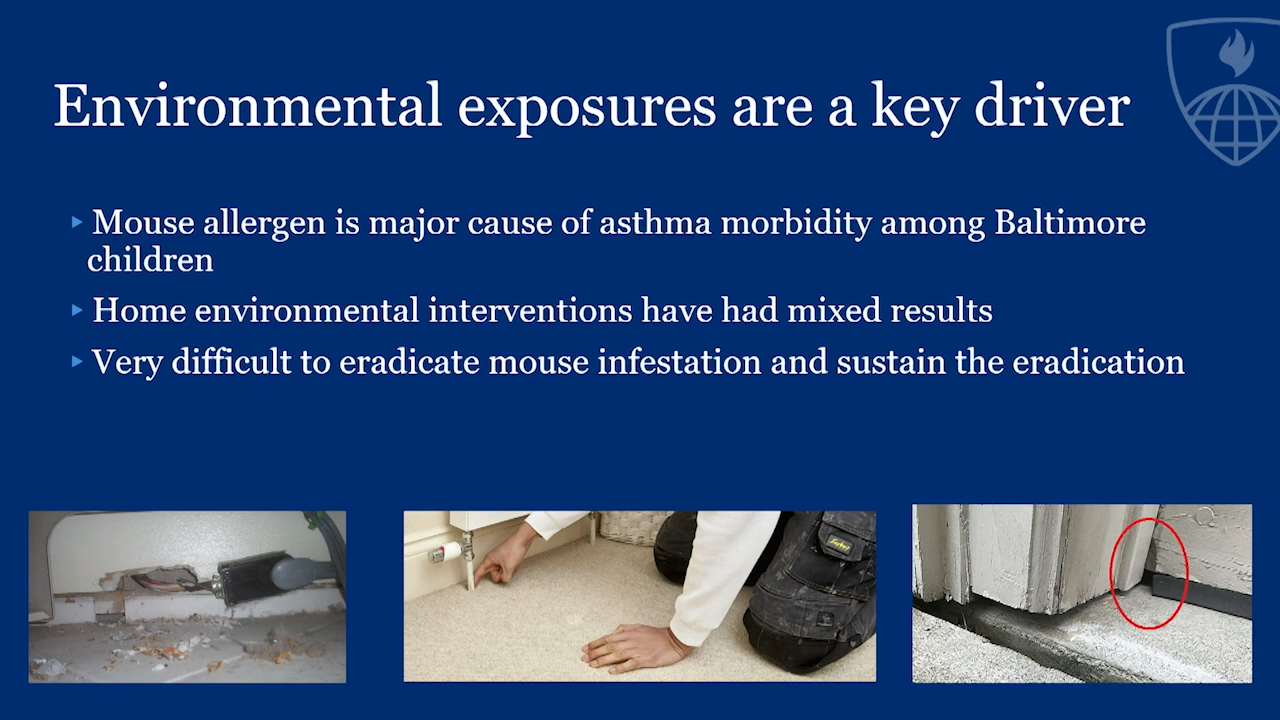 Environmental exposures are a key driver
Mouse allergen is major cause of asthma morbidity among Baltimore
children
Home environmental interventions have had mixed results
Very difficult to eradicate mouse infestation and sustain the eradication